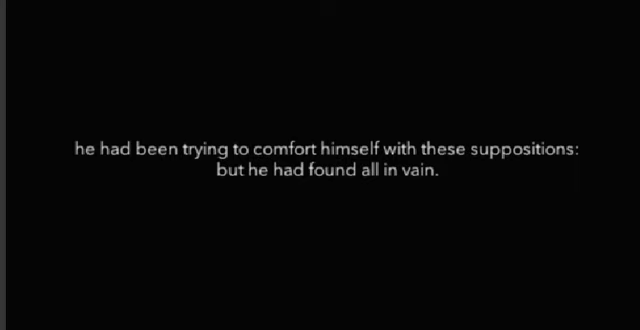 he had been trying to comfort himself with these suppositions:
but he had found all in vain.